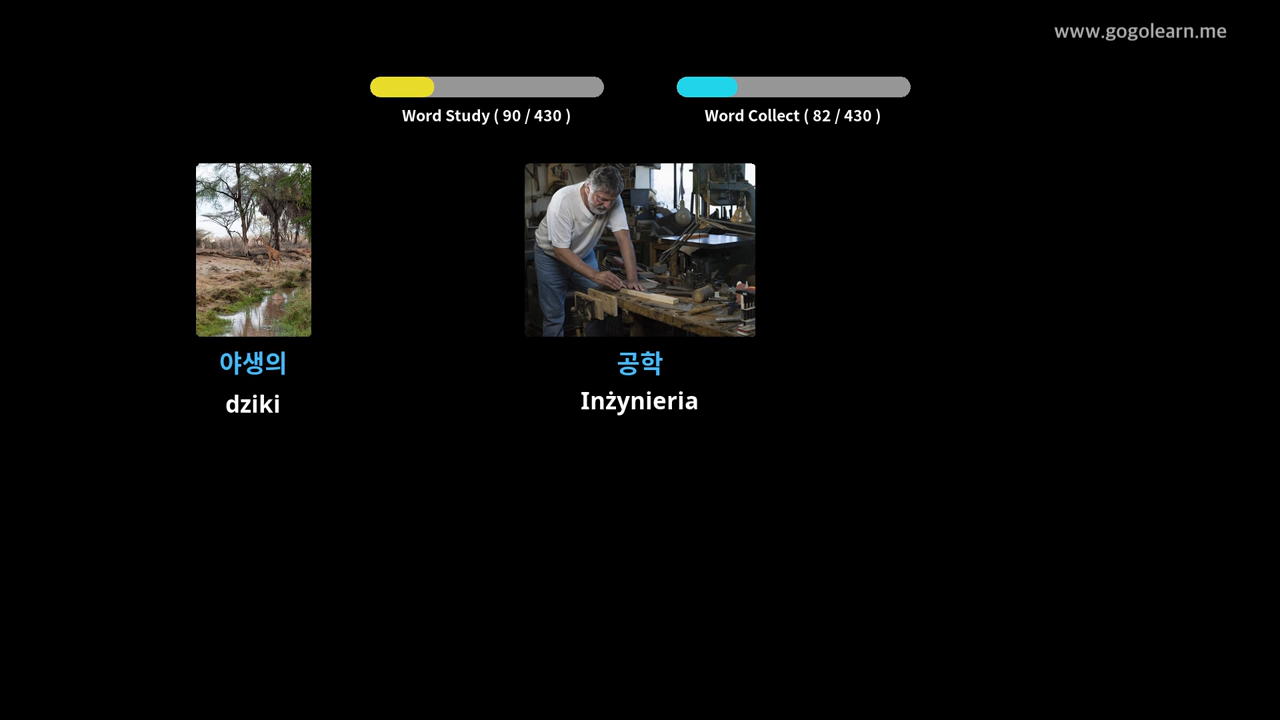 www.gogolearn.me
Word Study ( 90 / 430 )
Word Collect ( 82 / 430 )
야생의
dziki
공학
Inżynieria